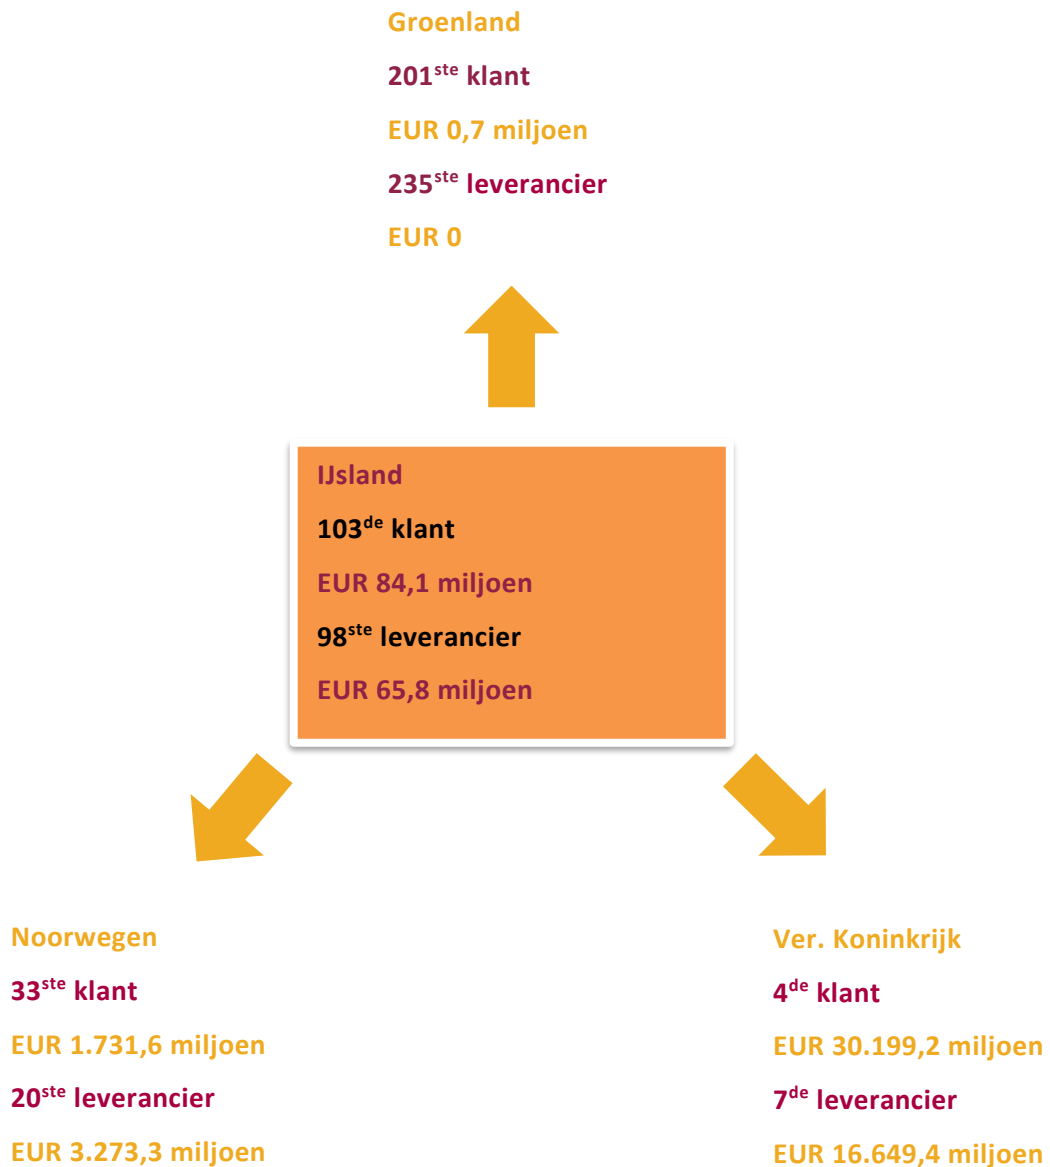 Groenland
201ste klant
EUR 0,7 miljoen
235ste leverancier
EUR 0
IJsland
103de klant
EUR 84,1 miljoen
98ste leverancier
EUR 65,8 miljoen
Noorwegen
33ste klant
EUR 1.731,6 miljoen
20ste leverancier
EUR 3.273,3 miljoen
Ver. Koninkrijk
4de klant
EUR 30.199,2 miljoen
7de leverancier
EUR 16.649,4 miljoen